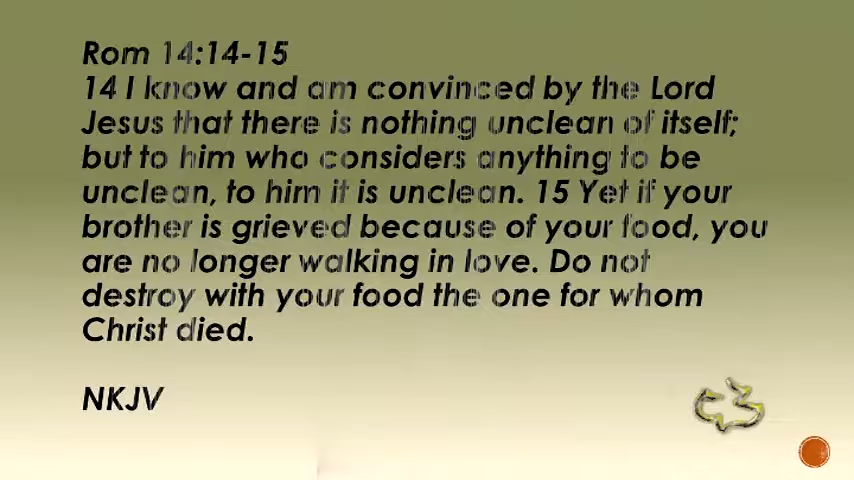 Rom 14:14-15
14 I know and am convinced by the Lord
Jesus that there is nothing unclean of itself;
but to him who considers anything to be
unclean, to him it is unclean. 15 Yet if your
brother is grieved because of your food, you
are no longer walking in love. Do not
destroy with your food the one for whom
Christ died.
NKJV